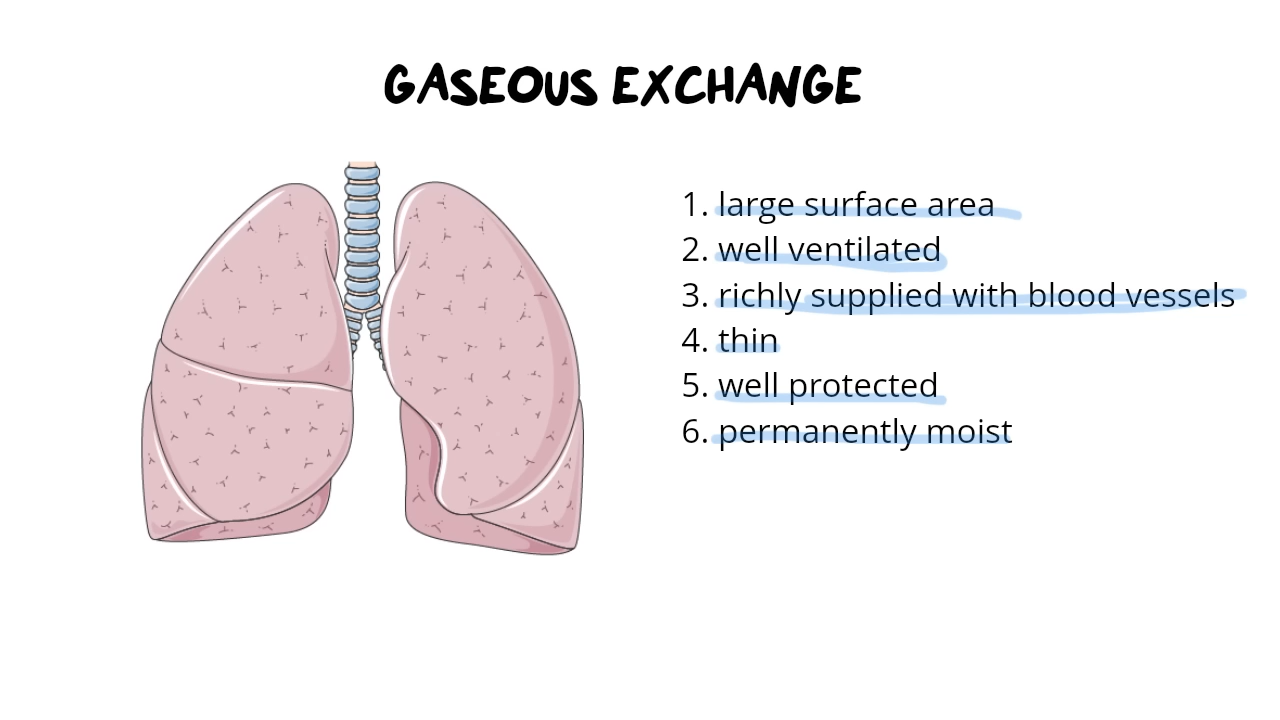 GASEOUS EXCHANGE
1. large surface area
2. well ventilated
3. richly supplied with blood vessels
4. thin
5. well protected
6. permanently moist